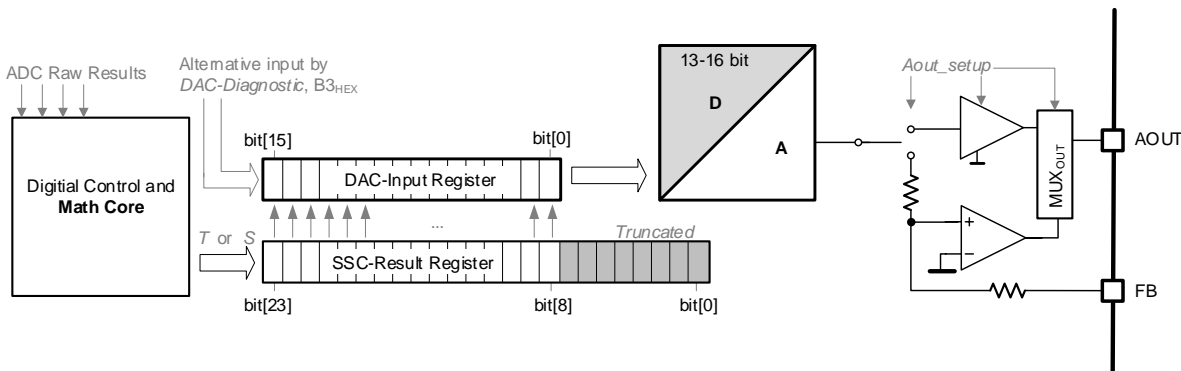 ADC Raw Results
Alternative input by
DAC-Diagnostic, B3HEX
Digitial Control and
Math Core
bit[15]
bit[0]
DAC-Input Register
...
T or S
SSC-Result Register
Truncated
bit[23]
bit[8]
bit[0]
13-16 bit
D
A
Aout_setup
+
−
MUXOUT
AOUT
FB